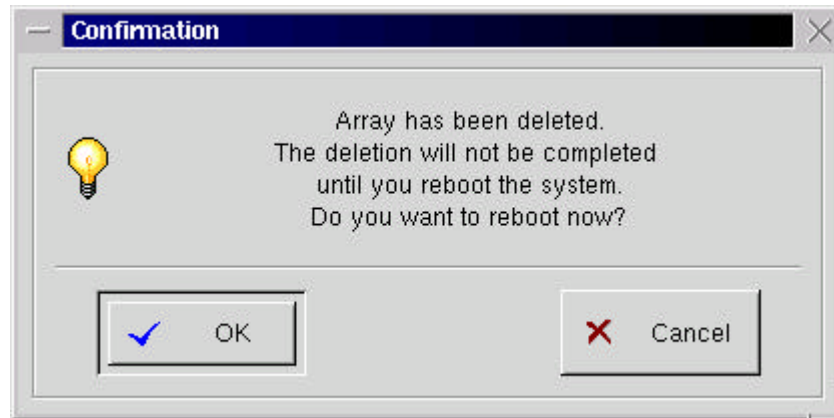 Confirmation
Array has been deleted.
The deletion will not be completed
until you reboot the system.
Do you want to reboot now?
OK
Cancel